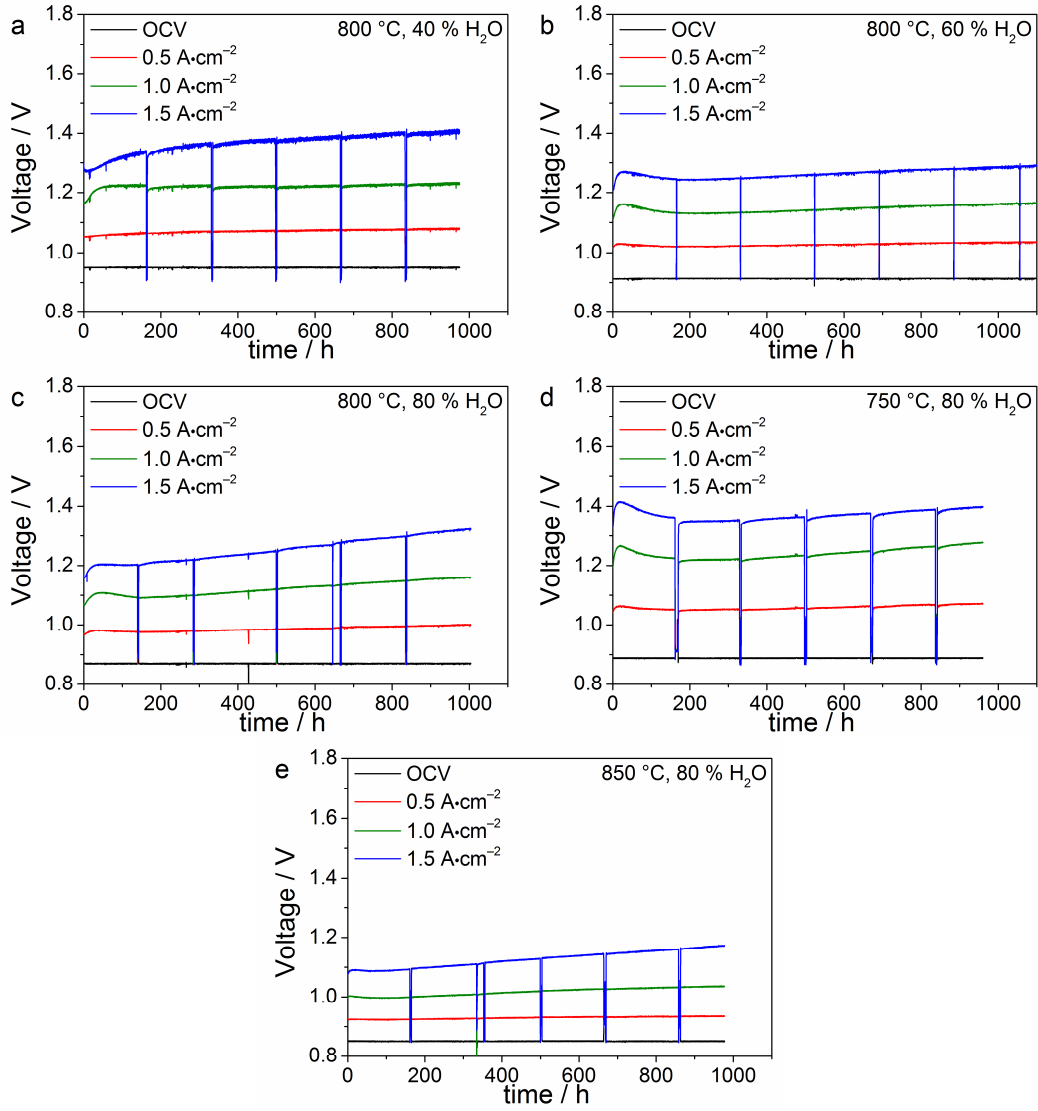 a
800 °C, 40 % H₂O
OCV
0.5 A•cm⁻²
1.0 A•cm⁻²
1.5 A•cm⁻²
Voltage / V
1.8
1.6
1.4
1.2
1.0
0.8
0 200 400 600 800 1000
time / h
b
800 °C, 60 % H₂O
OCV
0.5 A•cm⁻²
1.0 A•cm⁻²
1.5 A•cm⁻²
Voltage / V
1.8
1.6
1.4
1.2
1.0
0.8
0 200 400 600 800 1000
time / h
c
800 °C, 80 % H₂O
OCV
0.5 A•cm⁻²
1.0 A•cm⁻²
1.5 A•cm⁻²
Voltage / V
1.8
1.6
1.4
1.2
1.0
0.8
0 200 400 600 800 1000
time / h
d
750 °C, 80 % H₂O
OCV
0.5 A•cm⁻²
1.0 A•cm⁻²
1.5 A•cm⁻²
Voltage / V
1.8
1.6
1.4
1.2
1.0
0.8
0 200 400 600 800 1000
time / h
e
850 °C, 80 % H₂O
OCV
0.5 A•cm⁻²
1.0 A•cm⁻²
1.5 A•cm⁻²
Voltage / V
1.8
1.6
1.4
1.2
1.0
0.8
0 200 400 600 800 1000
time / h